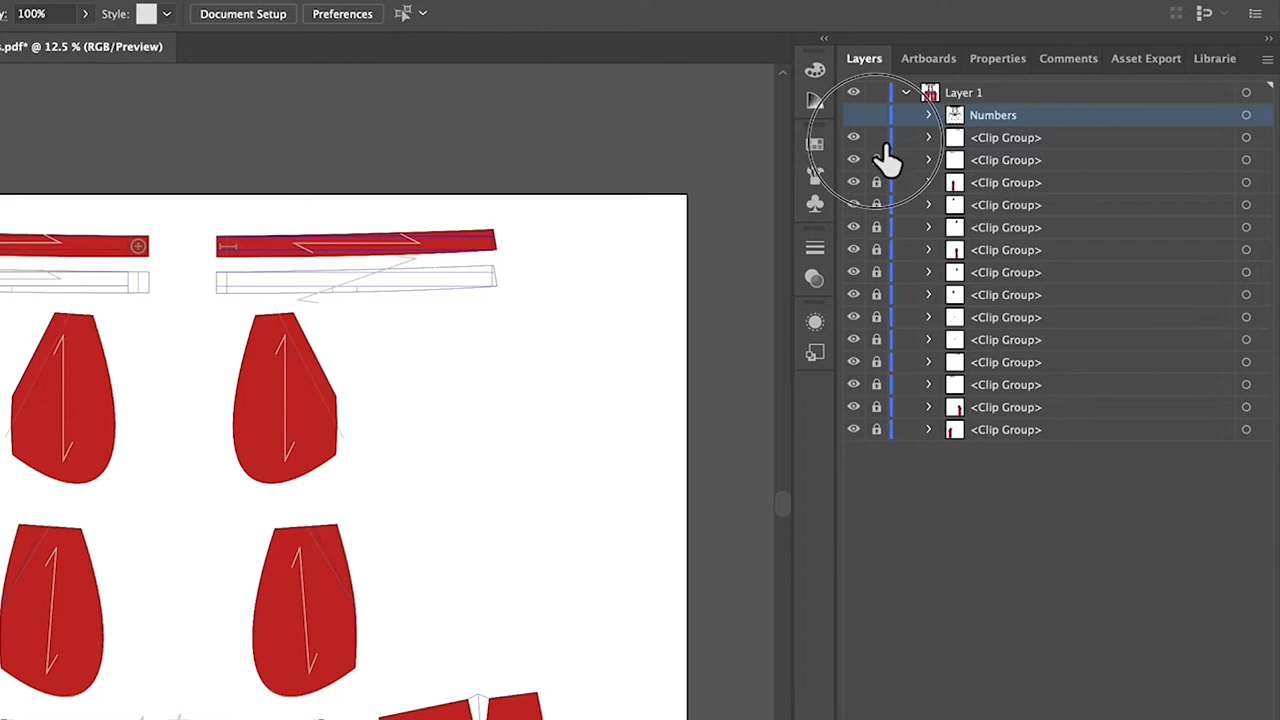 y: 100% Style: Document Setup Preferences
s.pdf* @ 12.5 % (RGB/Preview)
Layers Artboards Properties Comments Asset Export Librarie
Layer 1
Numbers
<Clip Group>
<Clip Group>
<Clip Group>
<Clip Group>
<Clip Group>
<Clip Group>
<Clip Group>
<Clip Group>
<Clip Group>
<Clip Group>
<Clip Group>
<Clip Group>
<Clip Group>
<Clip Group>